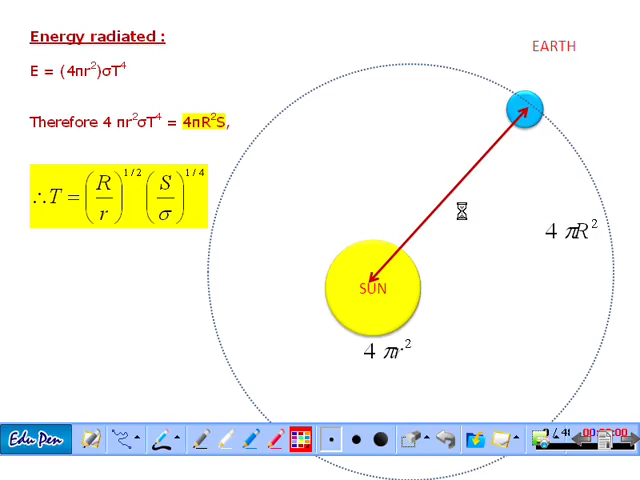 Energy radiated :
EARTH
E = (4πr²)σT⁴
Therefore 4 πr²σT⁴ = 4πR²S,
∴T = (R/r)^1/2 (S/σ)^1/4
4 πR²
SUN
4 πr²
Edu Pen